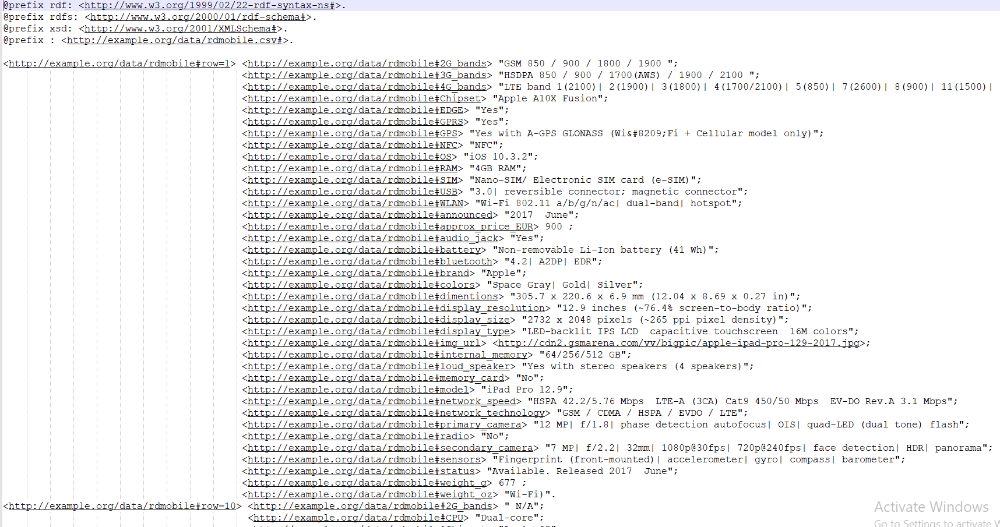 @prefix rdf: <http://www.w3.org/1999/02/22-rdf-syntax-ns#>.
@prefix rdfs: <http://www.w3.org/2000/01/rdf-schema#>.
@prefix xsd: <http://www.w3.org/2001/XMLSchema#>.
@prefix : <http://example.org/data/rdmobile.csv#>.
<http://example.org/data/rdmobile#row=1> <http://example.org/data/rdmobile#2G_bands> "GSM 850 / 900 / 1800 / 1900 ";
<http://example.org/data/rdmobile#3G_bands> "HSDPA 850 / 900 / 1700(AWS) / 1900 / 2100 ";
<http://example.org/data/rdmobile#4G_bands> "LTE band 1(2100)| 2(1900)| 3(1800)| 4(1700/2100)| 5(850)| 7(2600)| 8(900)| 11(1500)|
<http://example.org/data/rdmobile#Chipset> "Apple A10X Fusion";
<http://example.org/data/rdmobile#EDGE> "Yes";
<http://example.org/data/rdmobile#GPRS> "Yes";
<http://example.org/data/rdmobile#GPS> "Yes with A-GPS GLONASS (Wi&#8209;Fi + Cellular model only)";
<http://example.org/data/rdmobile#NFC> "NFC";
<http://example.org/data/rdmobile#OS> "iOS 10.3.2";
<http://example.org/data/rdmobile#RAM> "4GB RAM";
<http://example.org/data/rdmobile#SIM> "Nano-SIM/ Electronic SIM card (e-SIM)";
<http://example.org/data/rdmobile#USB> "3.0| reversible connector; magnetic connector";
<http://example.org/data/rdmobile#WLAN> "Wi-Fi 802.11 a/b/g/n/ac| dual-band| hotspot";
<http://example.org/data/rdmobile#announced> "2017  June";
<http://example.org/data/rdmobile#approx_price_EUR> 900 ;
<http://example.org/data/rdmobile#audio_jack> "Yes";
<http://example.org/data/rdmobile#battery> "Non-removable Li-Ion battery (41 Wh)";
<http://example.org/data/rdmobile#bluetooth> "4.2| A2DP| EDR";
<http://example.org/data/rdmobile#brand> "Apple";
<http://example.org/data/rdmobile#colors> "Space Gray| Gold| Silver";
<http://example.org/data/rdmobile#dimentions> "305.7 x 220.6 x 6.9 mm (12.04 x 8.69 x 0.27 in)";
<http://example.org/data/rdmobile#display_resolution> "12.9 inches (~76.4% screen-to-body ratio)";
<http://example.org/data/rdmobile#display_size> "2732 x 2048 pixels (~265 ppi pixel density)";
<http://example.org/data/rdmobile#display_type> "LED-backlit IPS LCD  capacitive touchscreen  16M colors";
<http://example.org/data/rdmobile#img_url> <http://cdn2.gsmarena.com/vv/bigpic/apple-ipad-pro-129-2017.jpg>;
<http://example.org/data/rdmobile#internal_memory> "64/256/512 GB";
<http://example.org/data/rdmobile#loud_speaker> "Yes with stereo speakers (4 speakers)";
<http://example.org/data/rdmobile#memory_card> "No";
<http://example.org/data/rdmobile#model> "iPad Pro 12.9";
<http://example.org/data/rdmobile#network_speed> "HSPA 42.2/5.76 Mbps  LTE-A (3CA) Cat9 450/50 Mbps  EV-DO Rev.A 3.1 Mbps";
<http://example.org/data/rdmobile#network_technology> "GSM / CDMA / HSPA / EVDO / LTE";
<http://example.org/data/rdmobile#primary_camera> "12 MP| f/1.8| phase detection autofocus| OIS| quad-LED (dual tone) flash";
<http://example.org/data/rdmobile#radio> "No";
<http://example.org/data/rdmobile#secondary_camera> "7 MP| f/2.2| 32mm| 1080p@30fps| 720p@240fps| face detection| HDR| panorama";
<http://example.org/data/rdmobile#sensors> "Fingerprint (front-mounted)| accelerometer| gyro| compass| barometer";
<http://example.org/data/rdmobile#status> "Available. Released 2017  June";
<http://example.org/data/rdmobile#weight_g> 677 ;
<http://example.org/data/rdmobile#weight_oz> "Wi-Fi)".
<http://example.org/data/rdmobile#row=10> <http://example.org/data/rdmobile#2G_bands> " N/A";
<http://example.org/data/rdmobile#CPU> "Dual-core";
Activate Windows
Go to Settings to activate W